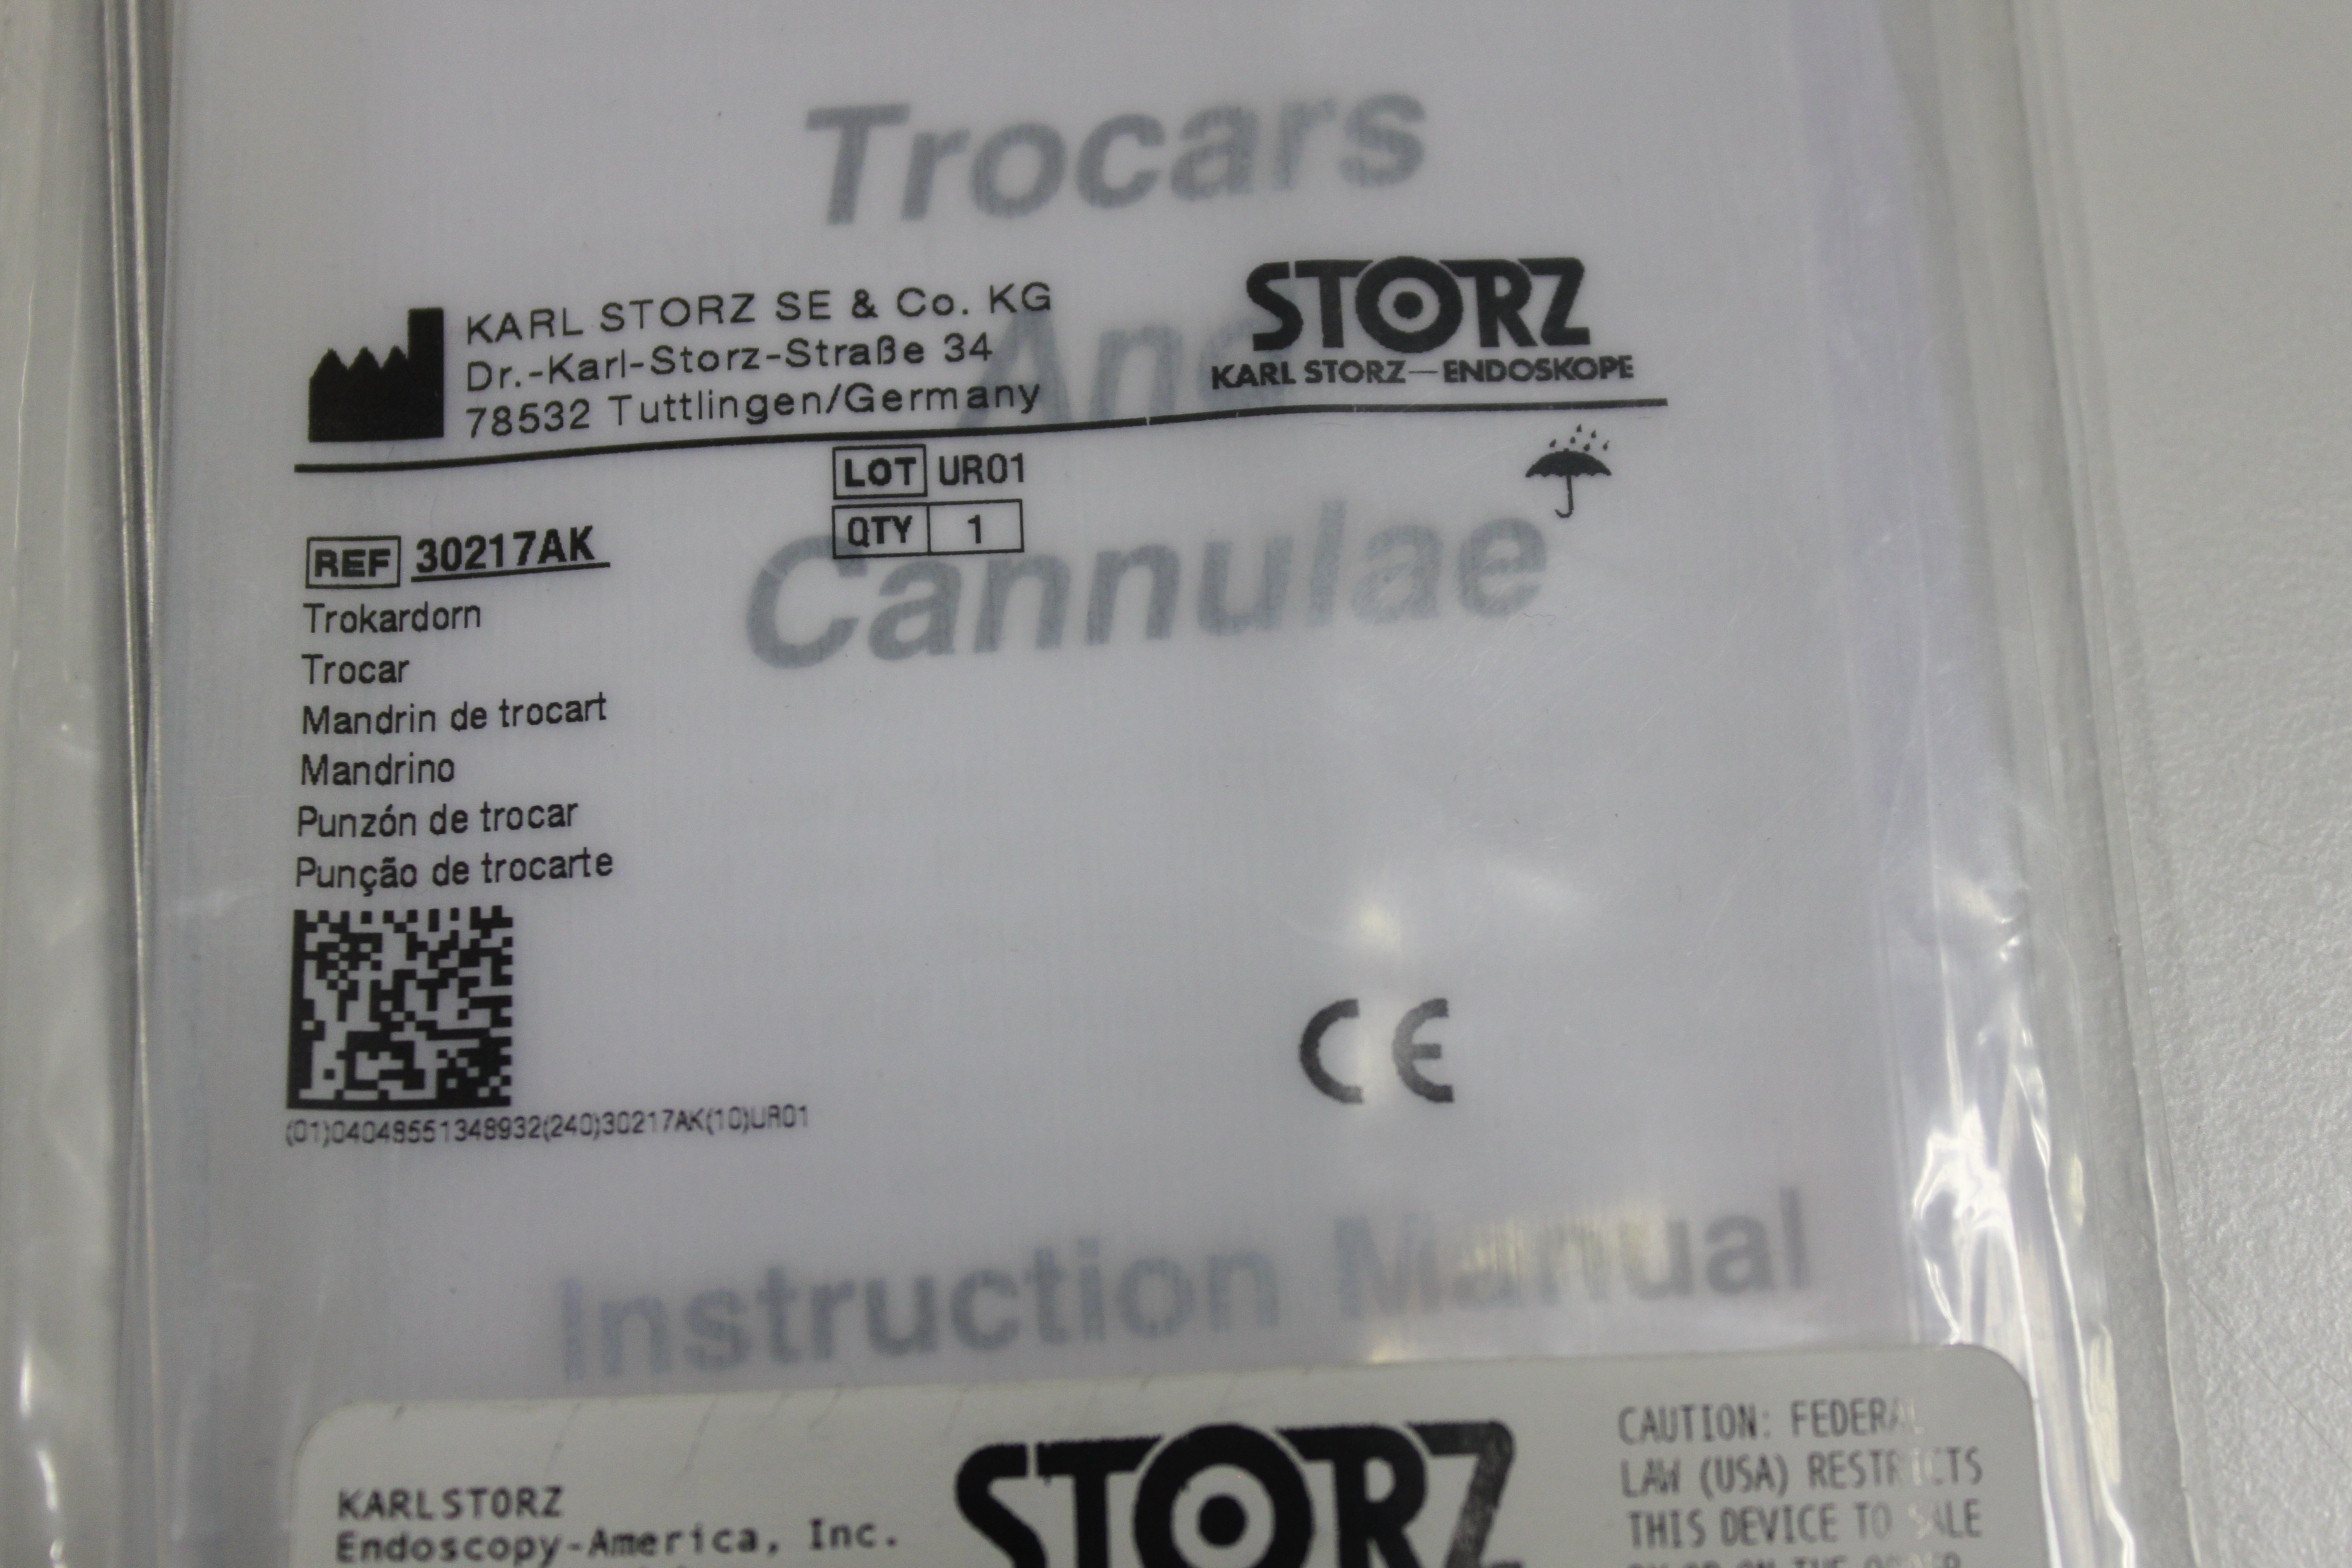 Trocars
And
Cannulae
Instruction Manual
KARL STORZ SE & Co. KG
Dr.-Karl-Storz-Straße 34
78532 Tuttlingen/Germany
STORZ
KARL STORZ—ENDOSKOPE
LOT UR01
QTY 1
REF 30217AK
Trokardorn
Trocar
Mandrin de trocart
Mandrino
Punzón de trocar
Punção de trocarte
(01)04048551348932(240)30217AK(10)UR01
CE
KARL STORZ
Endoscopy-America, Inc.
STORZ
CAUTION: FEDERAL
LAW (USA) RESTRICTS
THIS DEVICE TO SALE